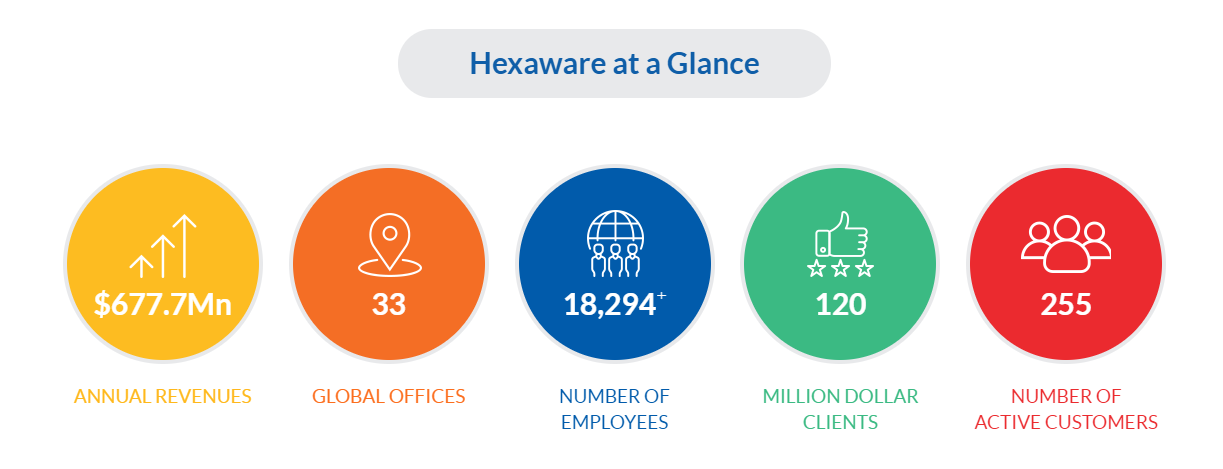 Hexaware at a Glance
$677.7Mn
33
18,294+
120
255
ANNUAL REVENUES
GLOBAL OFFICES
NUMBER OF
EMPLOYEES
MILLION DOLLAR
CLIENTS
NUMBER OF
ACTIVE CUSTOMERS